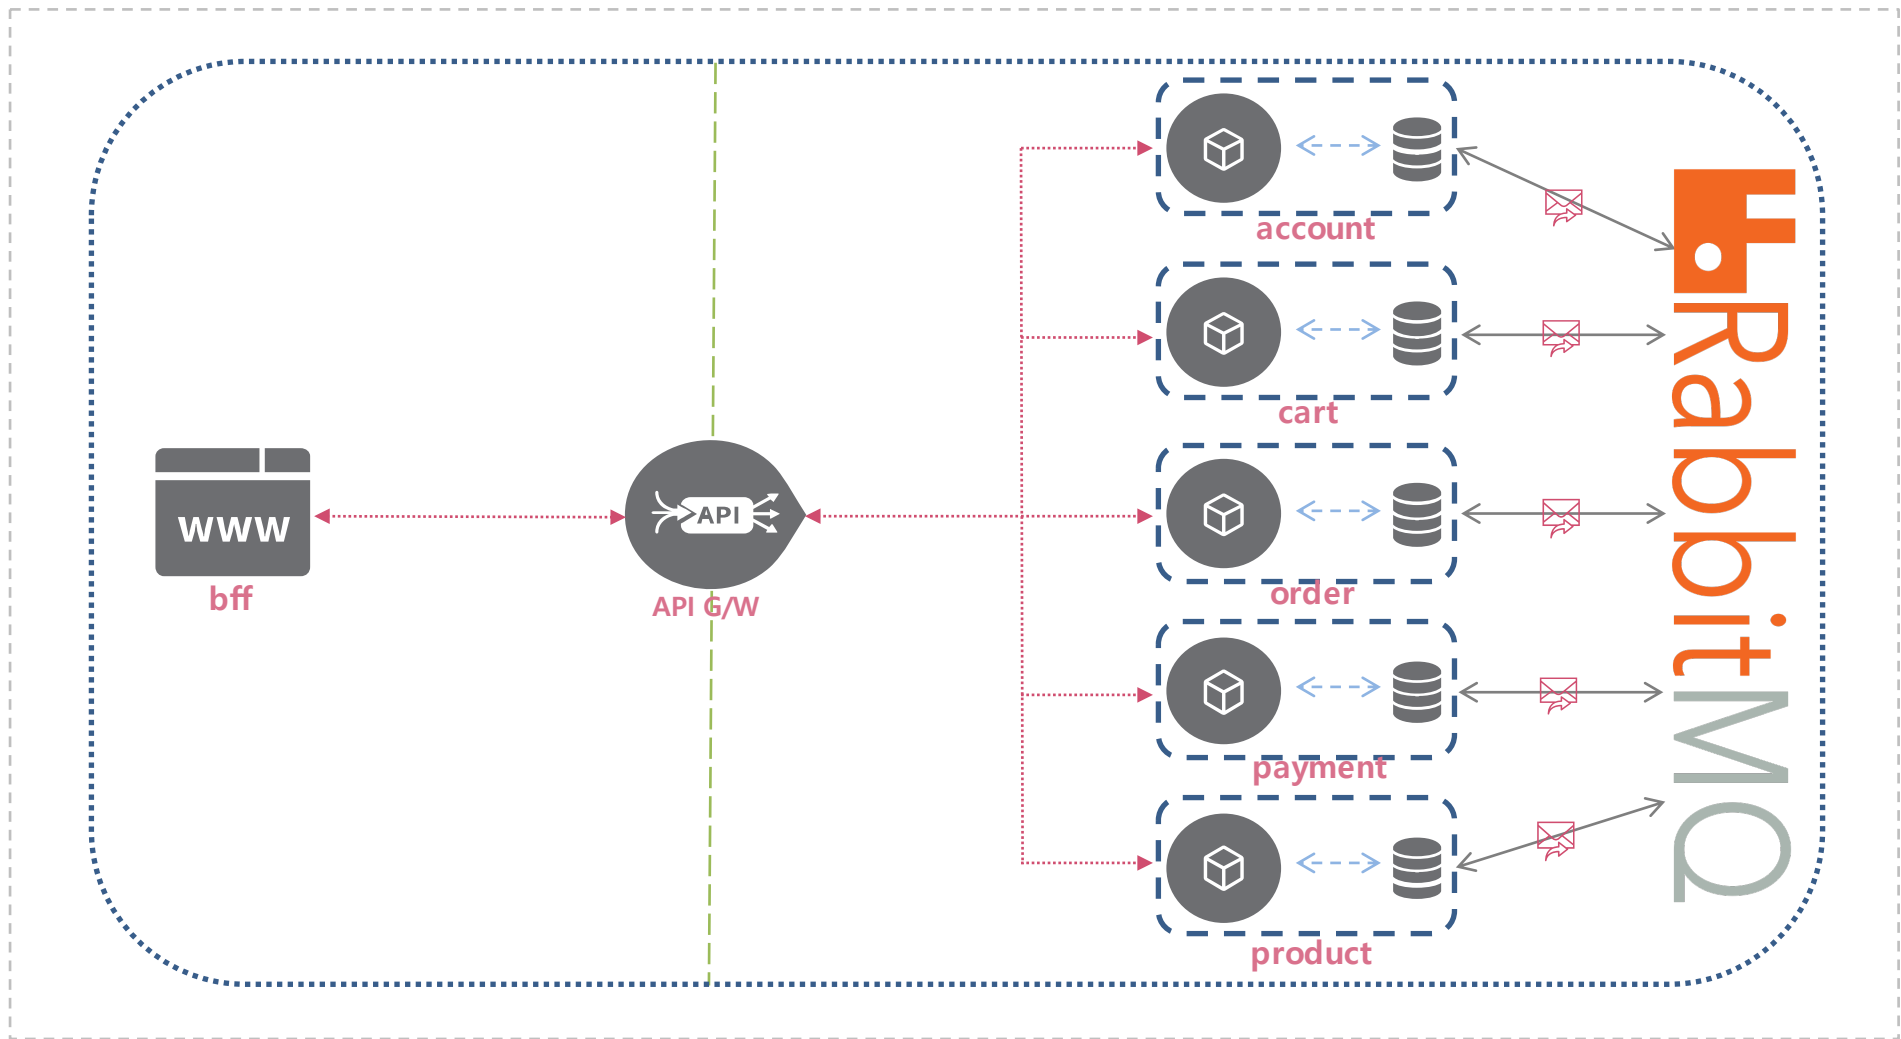 www
bff
API
API G/W
account
cart
order
payment
product
RabbitMQ